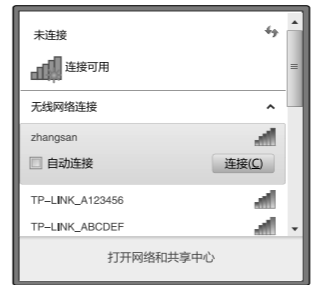 未连接
连接可用
无线网络连接
zhangsan
自动连接 连接(C)
TP-LINK_A123456
TP-LINK_ABCDEF
打开网络和共享中心